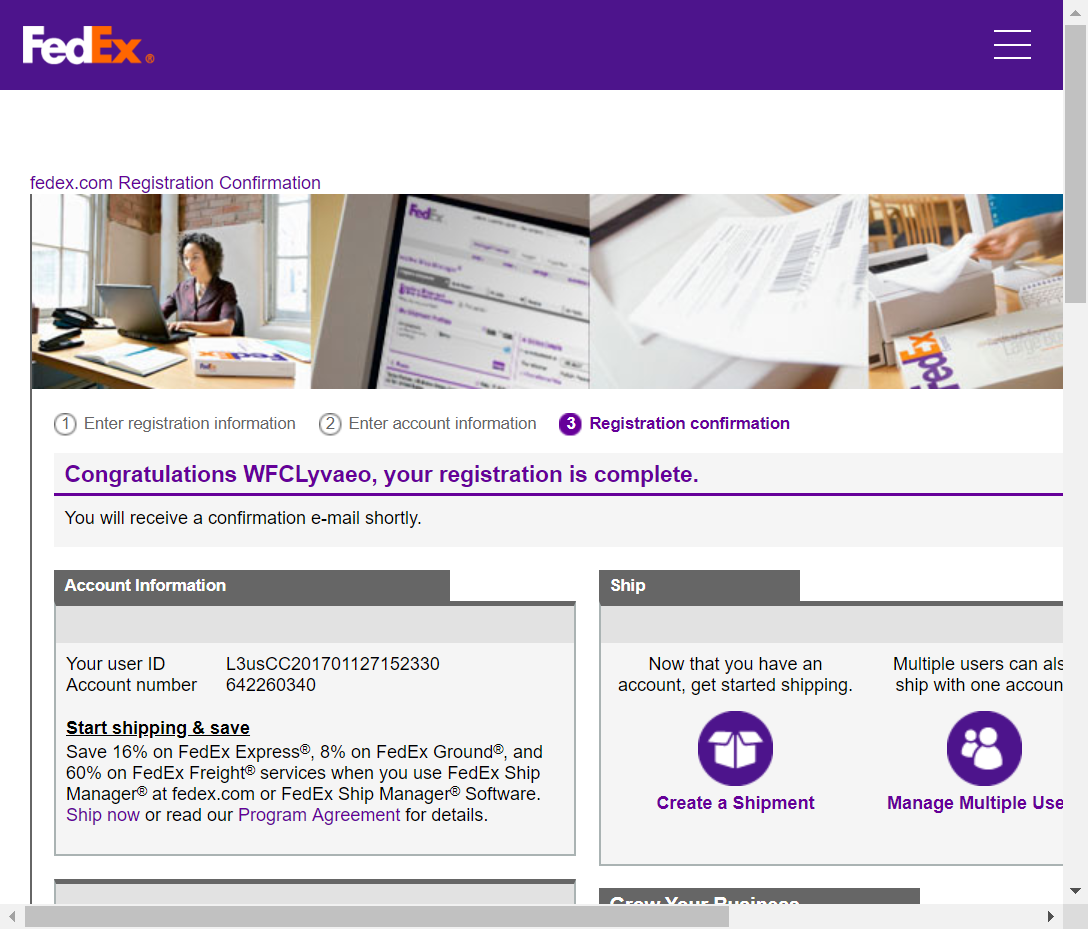 FedEx®
fedex.com Registration Confirmation
FedEx
FedEx
FedEx
1 Enter registration information 2 Enter account information 3 Registration confirmation
Congratulations WFCLyvaeo, your registration is complete.
You will receive a confirmation e-mail shortly.
Account Information
Your user ID L3usCC201701127152330
Account number 642260340
Start shipping & save
Save 16% on FedEx Express®, 8% on FedEx Ground®, and
60% on FedEx Freight® services when you use FedEx Ship
Manager® at fedex.com or FedEx Ship Manager® Software.
Ship now or read our Program Agreement for details.
Ship
Now that you have an
account, get started shipping.
Create a Shipment
Multiple users can als
ship with one accoun
Manage Multiple Use
Grow Your Business